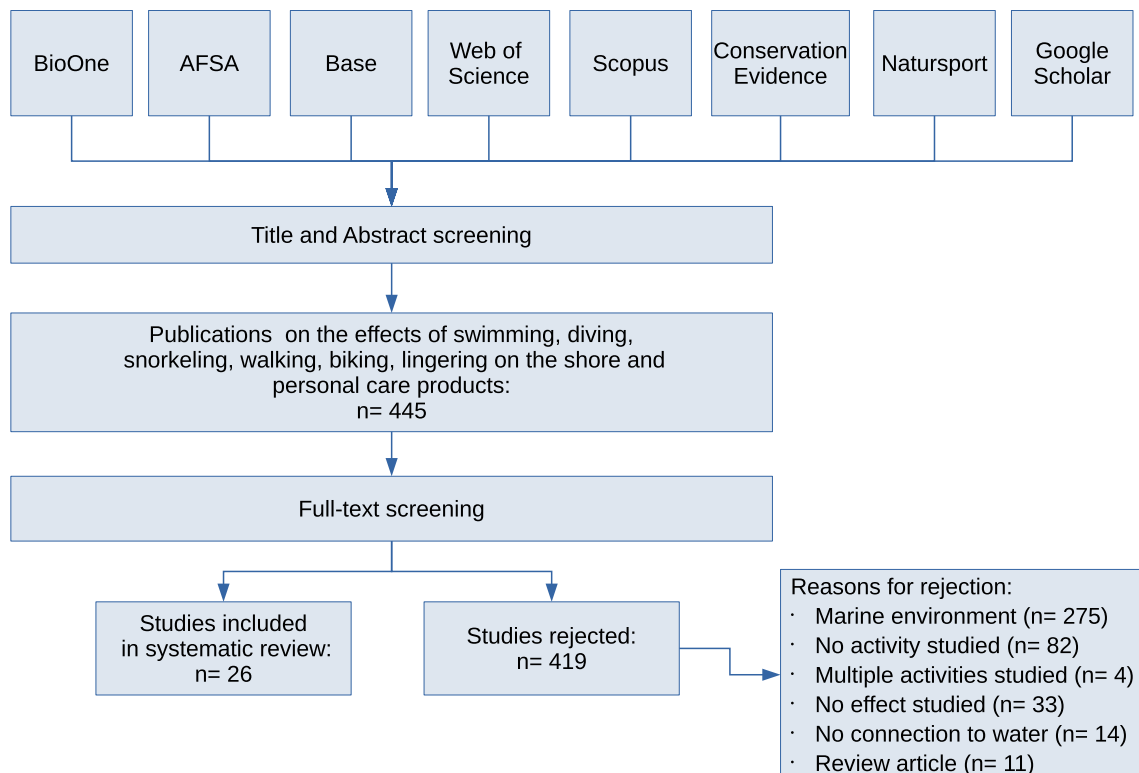 BioOne
AFSA
Base
Web of
Science
Scopus
Conservation
Evidence
Natursport
Google
Scholar
Title and Abstract screening
Publications  on the effects of swimming, diving,
snorkeling, walking, biking, lingering on the shore and
personal care products:
n= 445
Full-text screening
Studies included
in systematic review:
n= 26
Studies rejected:
n= 419
Reasons for rejection:
· Marine environment (n= 275)
· No activity studied (n= 82)
· Multiple activities studied (n= 4)
· No effect studied (n= 33)
· No connection to water (n= 14)
· Review article (n= 11)